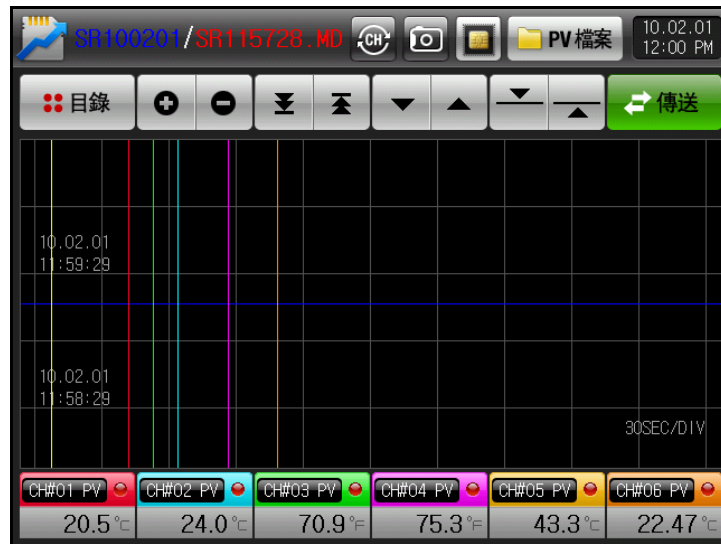 SR100201/SR115728.MD CH PV檔案 10.02.01
12:00 PM
目錄 傳送
10.02.01
11:59:29
10.02.01
11:58:29
30SEC/DIV
CH#01 PV CH#02 PV CH#03 PV CH#04 PV CH#05 PV CH#06 PV
20.5℃ 24.0℃ 70.9℉ 75.3℉ 43.3℃ 22.47℃